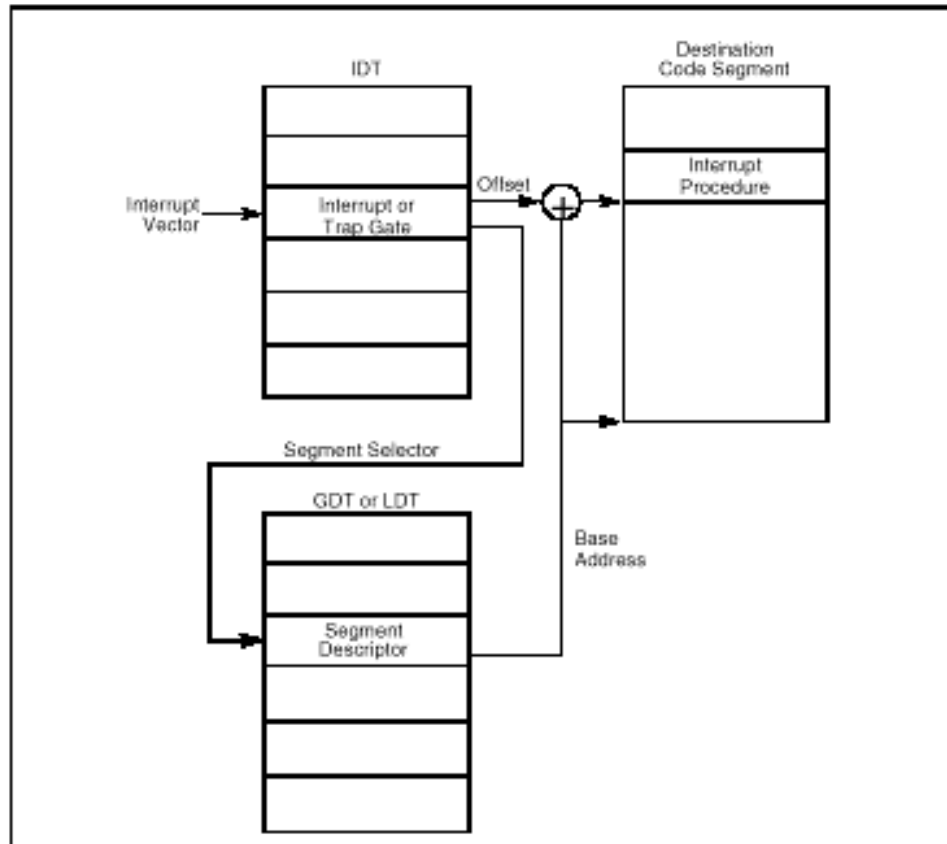 IDT
Destination
Code Segment
Interrupt
Vector
Interrupt or
Trap Gate
Offset
+
Interrupt
Procedure
Segment Selector
GDT or LDT
Segment
Descriptor
Base
Address